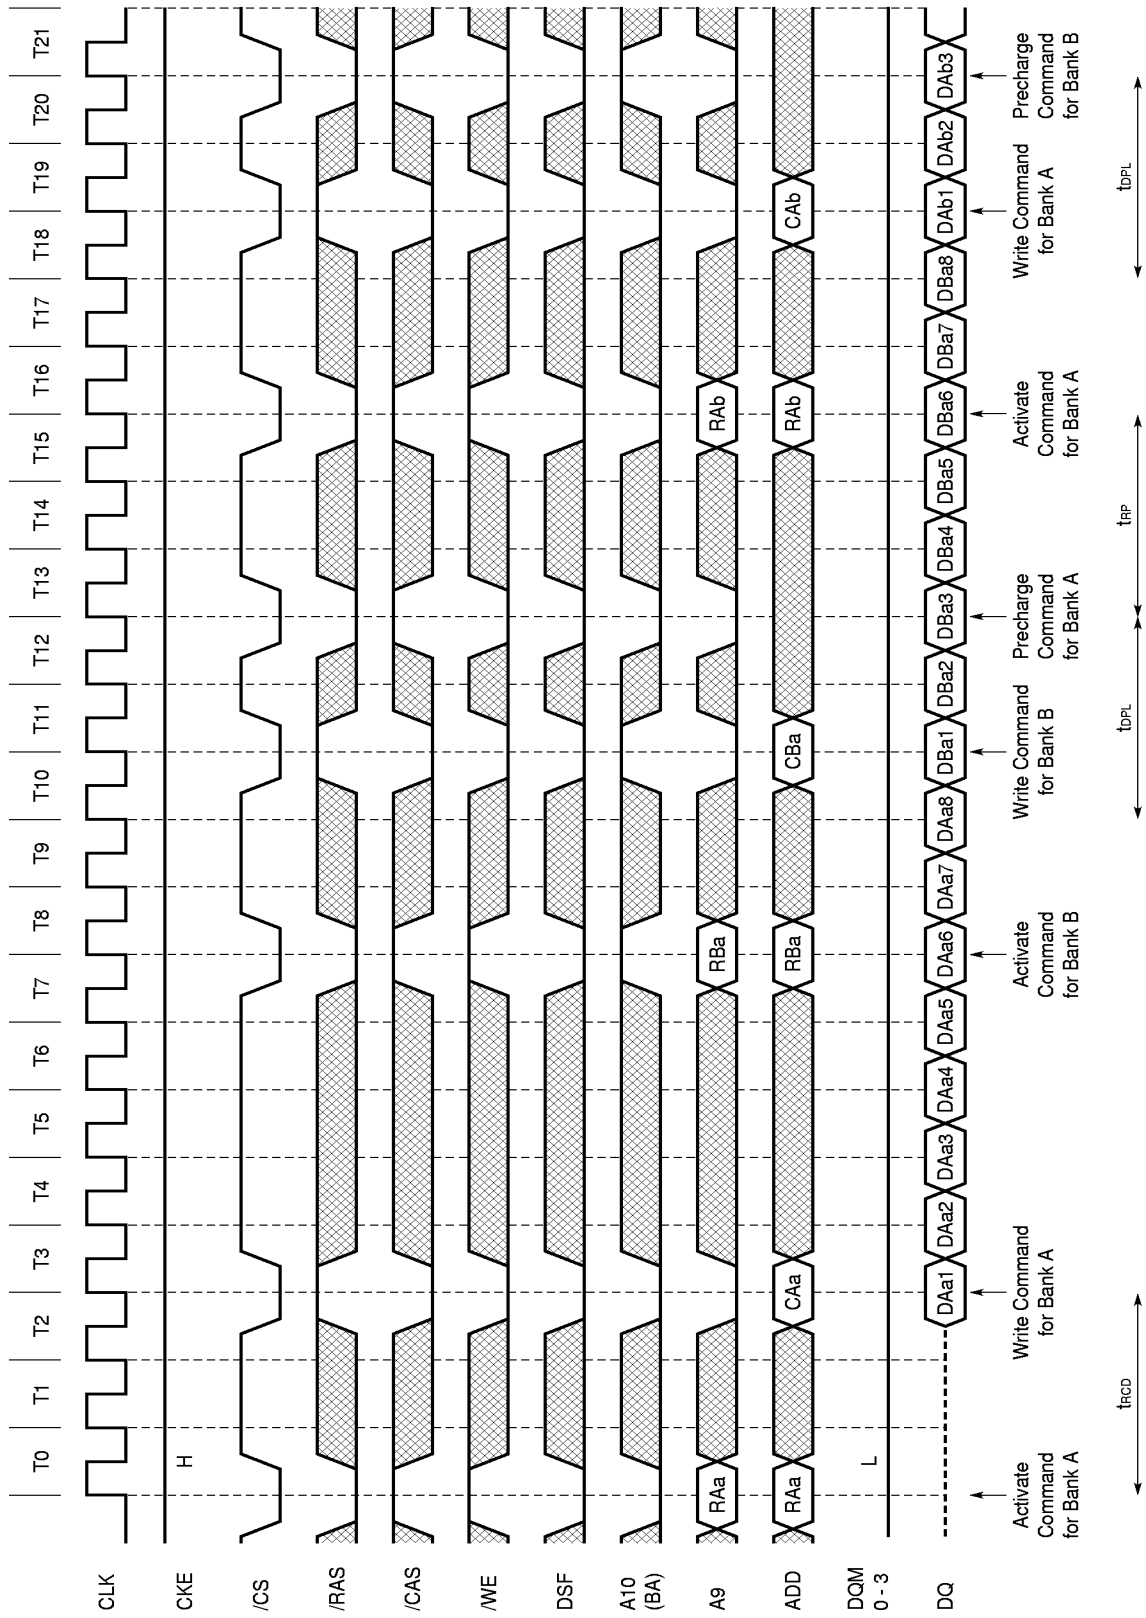 T0 T1 T2 T3 T4 T5 T6 T7 T8 T9 T10 T11 T12 T13 T14 T15 T16 T17 T18 T19 T20 T21
CLK
CKE
H
/CS
/RAS
/CAS
/WE
DSF
A10
(BA)
A9
RAa RBa RAb
ADD
RAa CAa RBa CBa RAb CAb
DQM
0 - 3
L
DQ
DAa1 DAa2 DAa3 DAa4 DAa5 DAa6 DAa7 DAa8 DBa1 DBa2 DBa3 DBa4 DBa5 DBa6 DBa7 DBa8 DAb1 DAb2 DAb3
Activate
Command
for Bank A
Write Command
for Bank A
Activate
Command
for Bank B
Write Command
for Bank B
Precharge
Command
for Bank A
Activate
Command
for Bank A
Write Command
for Bank A
Precharge
Command
for Bank B
tRCD tDPL tRP tDPL